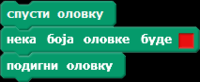 спусти оловку
нека боја оловке буде
подигни оловку